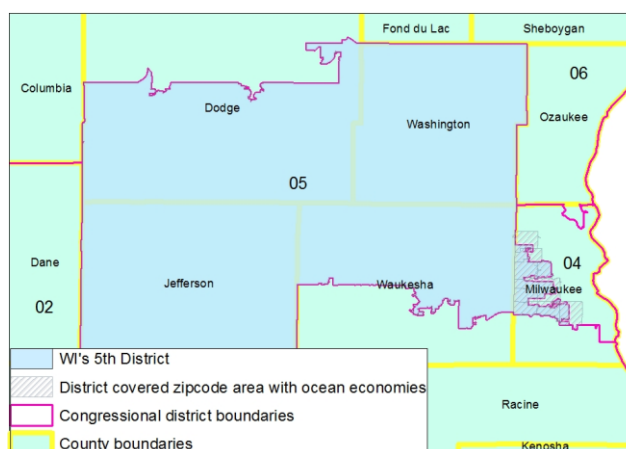 Fond du Lac
Sheboygan
Columbia
06
Dodge
Ozaukee
Washington
05
Dane
04
Jefferson
Waukesha
Milwaukee
02
WI's 5th District
District covered zipcode area with ocean economies
Congressional district boundaries
Racine
County boundaries
Kenosha